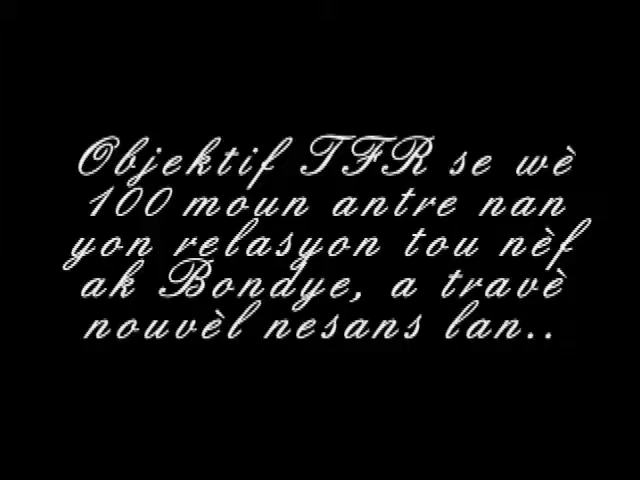 Objektif TFR se wè
100 moun antre nan
yon relasyon tou nèf
ak Bondye, a travè
nouvèl nesans lan..